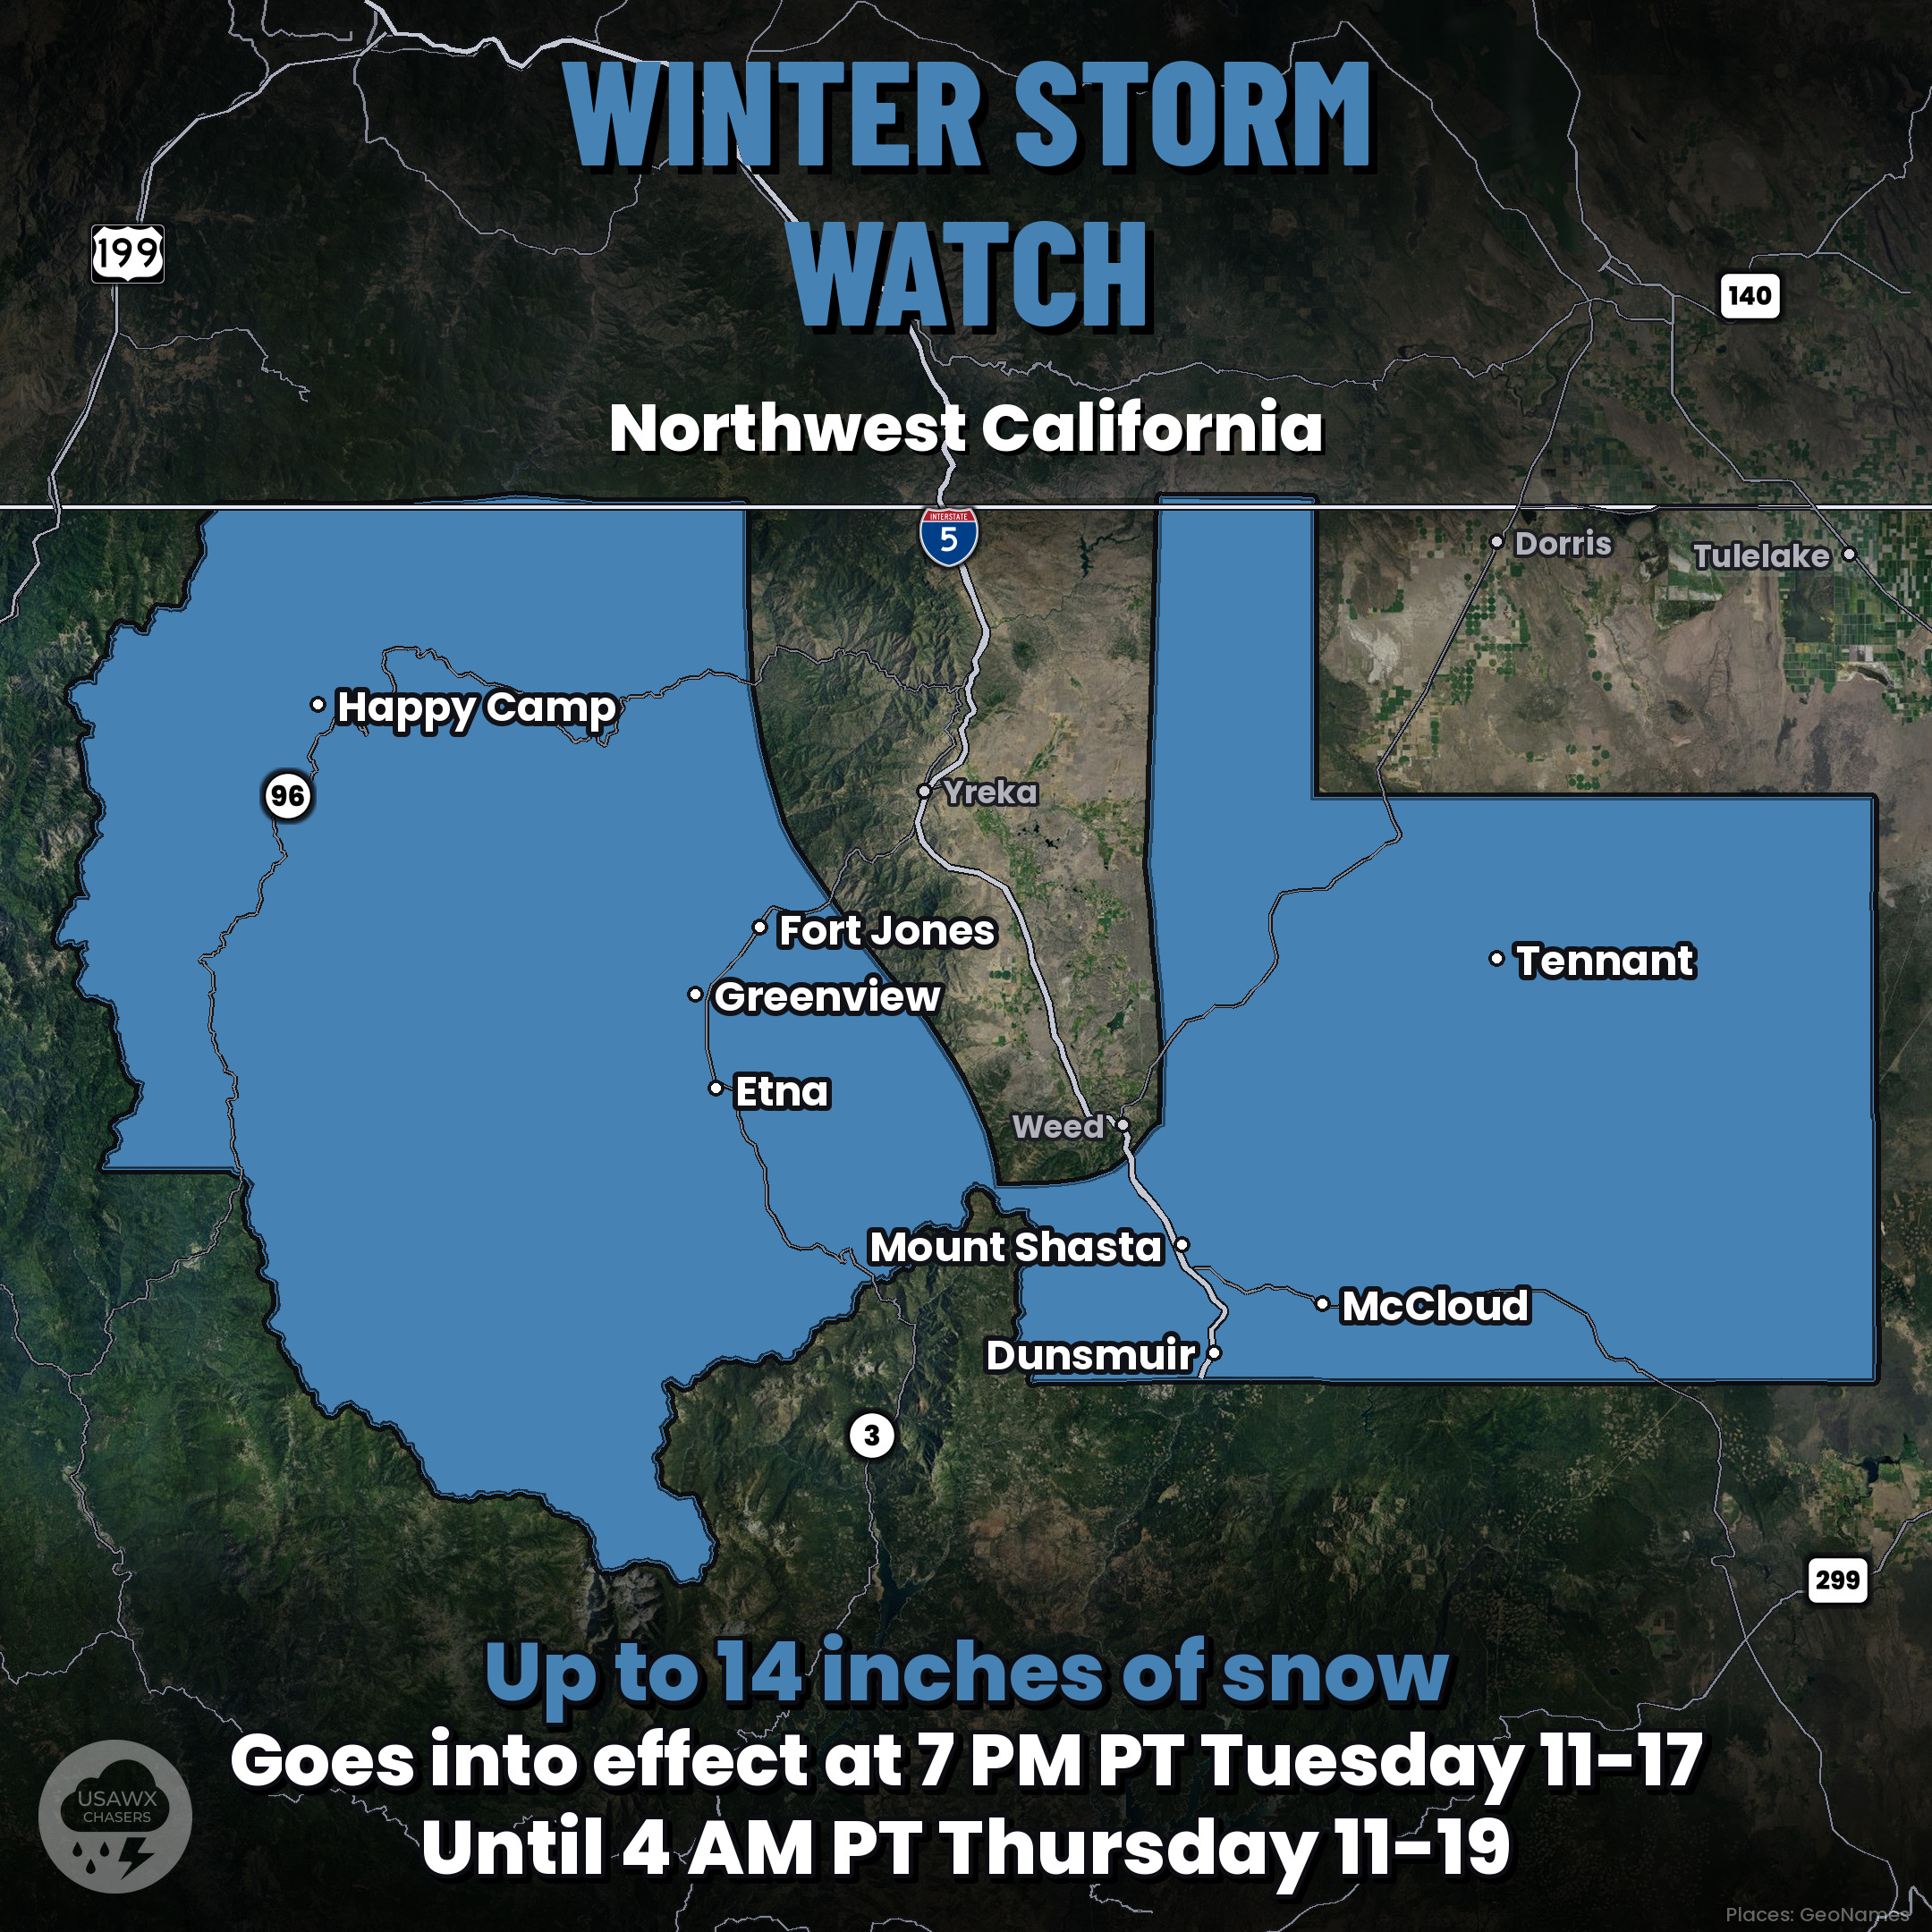 WINTER STORM
WATCH
199
140
Northwest California
INTERSTATE
5
Dorris
Tulelake
Happy Camp
96
Yreka
Fort Jones
Greenview
Tennant
Etna
Weed
Mount Shasta
McCloud
Dunsmuir
3
299
Up to 14 inches of snow
Goes into effect at 7 PM PT Tuesday 11-17
Until 4 AM PT Thursday 11-19
USAWX
CHASERS
Places: GeoNames